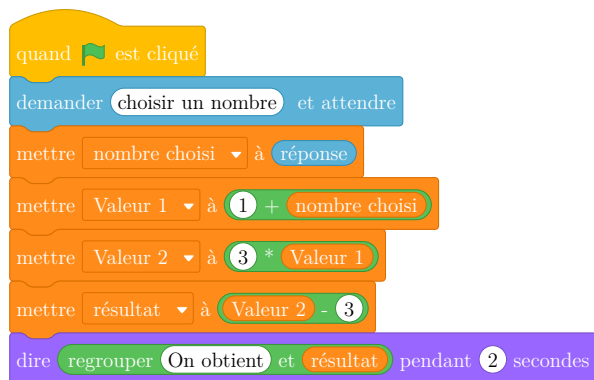 quand est cliqué
demander choisir un nombre et attendre
mettre nombre choisi à réponse
mettre Valeur 1 à 1 + nombre choisi
mettre Valeur 2 à 3 * Valeur 1
mettre résultat à Valeur 2 - 3
dire regrouper On obtient et résultat pendant 2 secondes